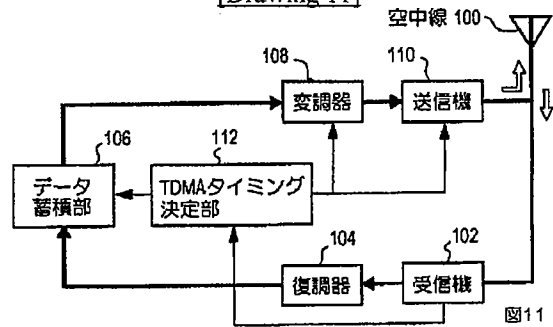 [Drawing 11]
空中線 100
108
110
変調器
送信機
106
112
データ
蓄積部
TDMAタイミング
決定部
104
102
復調器
受信機
図11